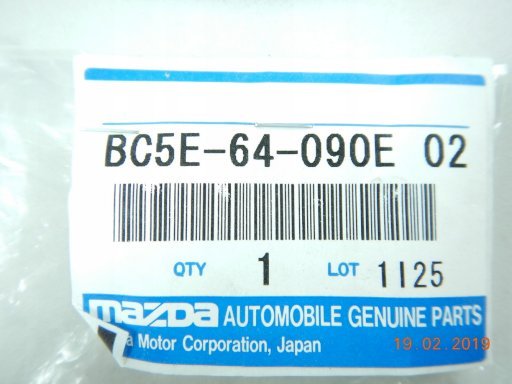 BC5E-64-090E 02
QTY 1 LOT 1125
mazda AUTOMOBILE GENUINE PARTS
a Motor Corporation, Japan
19.02.2019